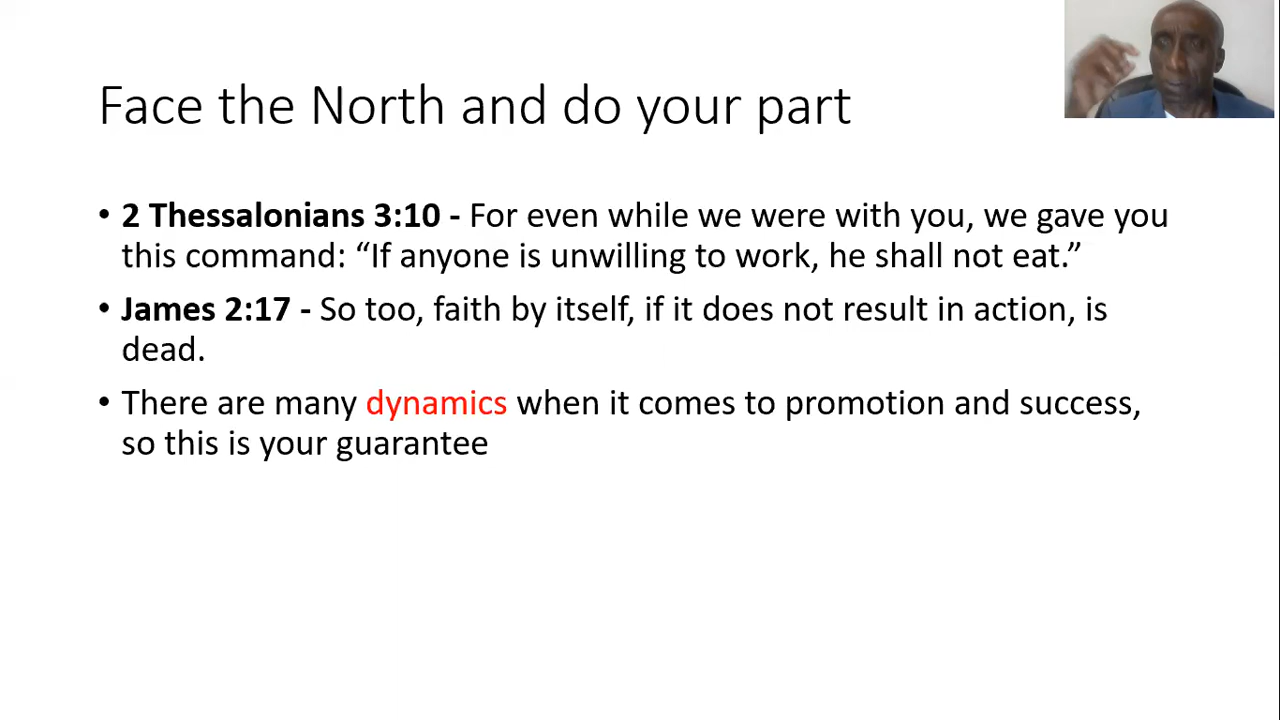 Face the North and do your part
• 2 Thessalonians 3:10 - For even while we were with you, we gave you
this command: “If anyone is unwilling to work, he shall not eat.”
• James 2:17 - So too, faith by itself, if it does not result in action, is
dead.
• There are many dynamics when it comes to promotion and success,
so this is your guarantee